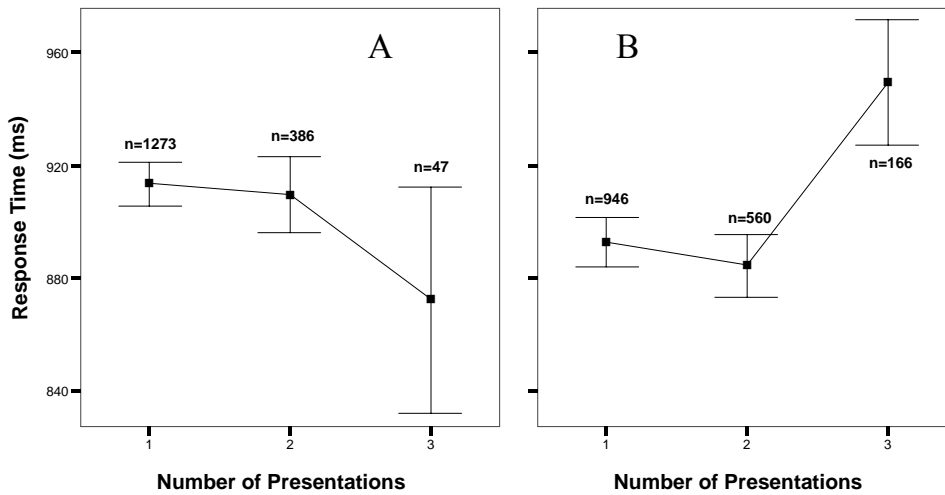 A
B
960
920
880
840
Response Time (ms)
n=1273
n=386
n=47
n=946
n=560
n=166
1
2
3
1
2
3
Number of Presentations
Number of Presentations